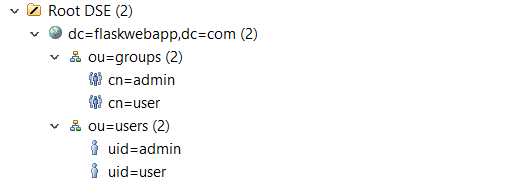 Root DSE (2)
dc=flaskwebapp,dc=com (2)
ou=groups (2)
cn=admin
cn=user
ou=users (2)
uid=admin
uid=user